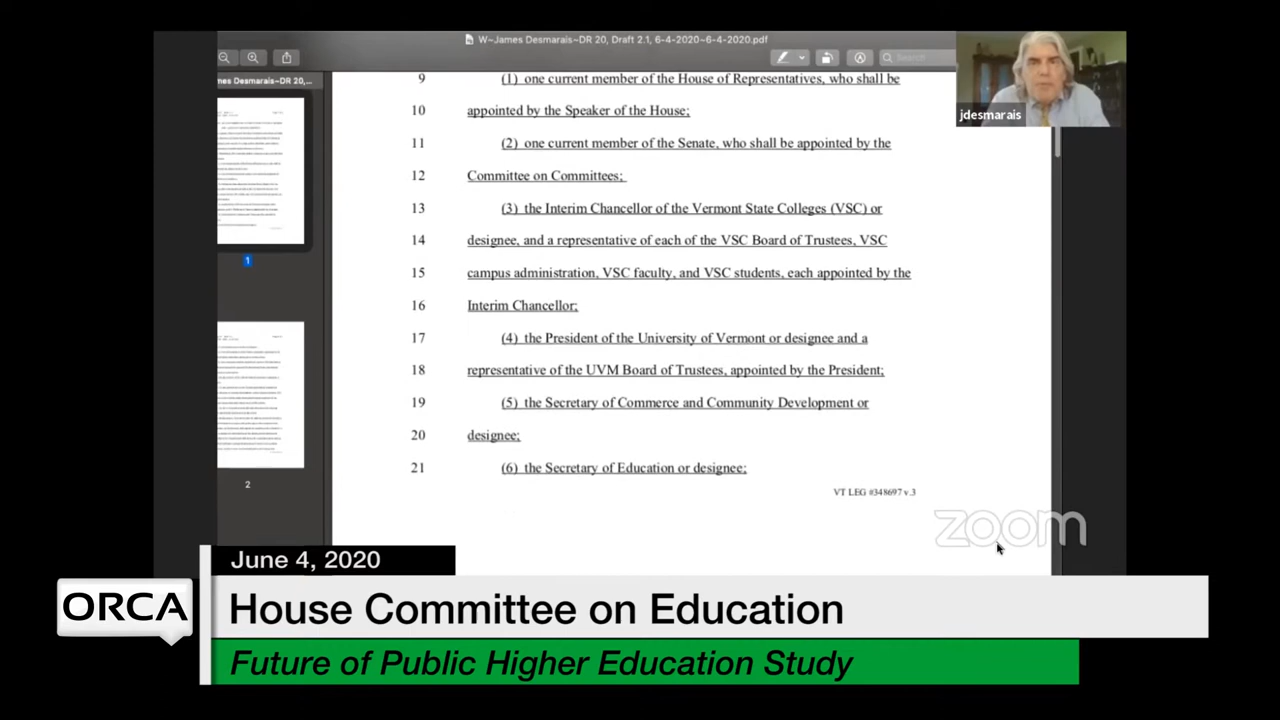 W~James Desmarais~DR 20, Draft 2.1, 6-4-2020~6-4-2020.pdf
Search
mes Desmarais~DR 20,...
jdesmarais
9 (1) one current member of the House of Representatives, who shall be
10 appointed by the Speaker of the House;
11 (2) one current member of the Senate, who shall be appointed by the
12 Committee on Committees;
13 (3) the Interim Chancellor of the Vermont State Colleges (VSC) or
14 designee, and a representative of each of the VSC Board of Trustees, VSC
15 campus administration, VSC faculty, and VSC students, each appointed by the
16 Interim Chancellor;
17 (4) the President of the University of Vermont or designee and a
18 representative of the UVM Board of Trustees, appointed by the President;
19 (5) the Secretary of Commerce and Community Development or
20 designee;
21 (6) the Secretary of Education or designee;
VT LEG #348697 v.3
1
2
zoom
June 4, 2020
ORCA
House Committee on Education
Future of Public Higher Education Study